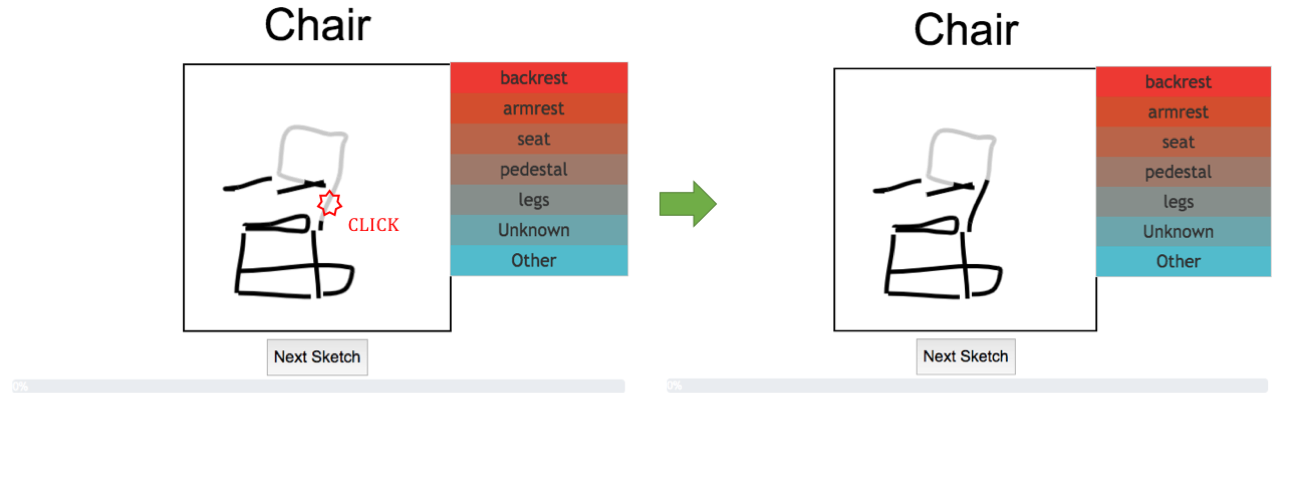 Chair
backrest
armrest
seat
pedestal
legs
Unknown
Other
CLICK
Next Sketch
0%
Chair
backrest
armrest
seat
pedestal
legs
Unknown
Other
Next Sketch
0%